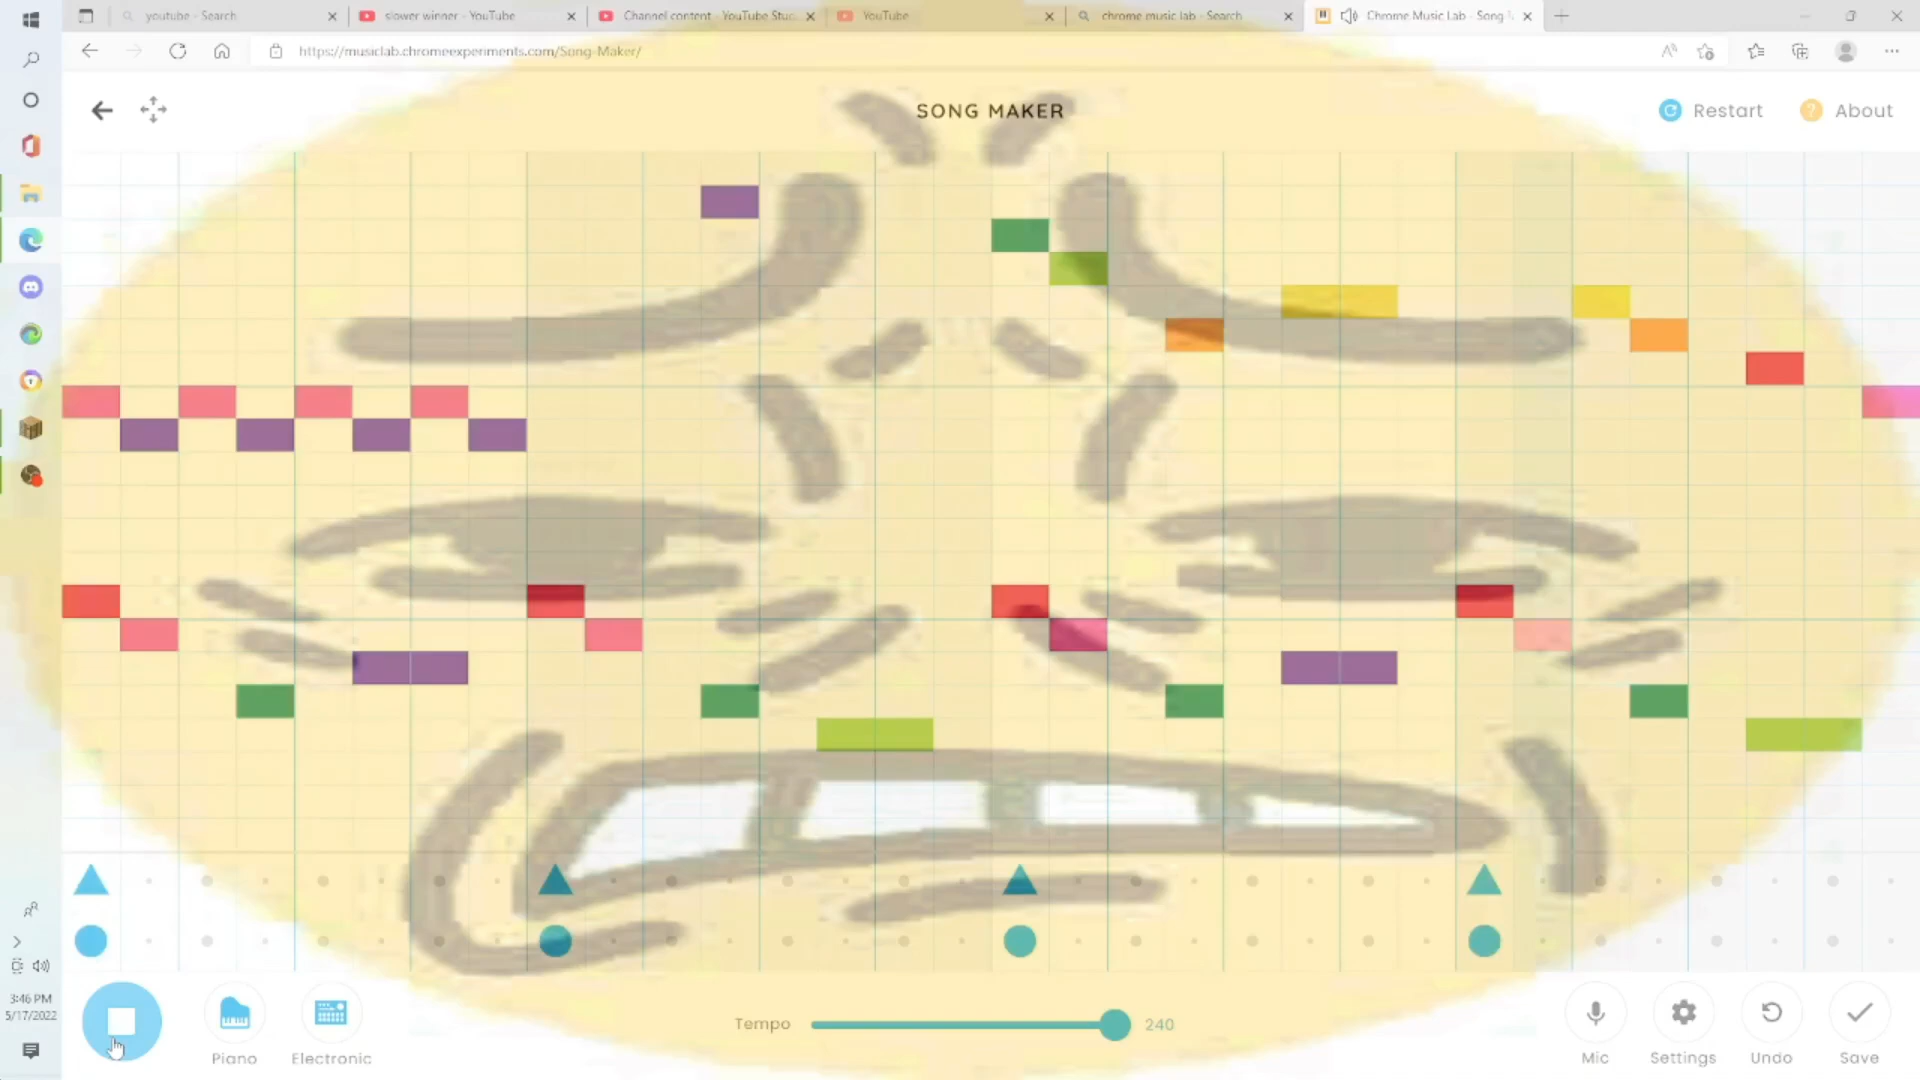 youtube - Search
slower winner - YouTube
Channel content - YouTube Stuc
YouTube
chrome music lab - Search
Chrome Music Lab - Song
https://musiclab.chromeexperiments.com/Song-Maker/
SONG MAKER
Restart
? About
3:46 PM
5/17/2022
Piano
Electronic
Tempo
240
Mic
Settings
Undo
Save